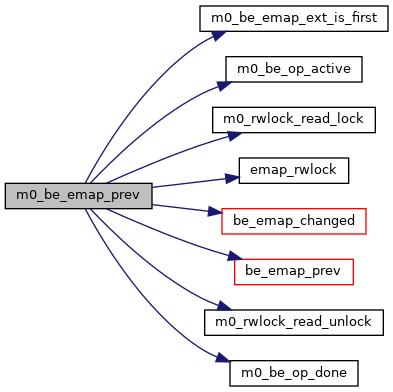 m0_be_emap_ext_is_first
m0_be_op_active
m0_rwlock_read_lock
emap_rwlock
m0_be_emap_prev
be_emap_changed
be_emap_prev
m0_rwlock_read_unlock
m0_be_op_done